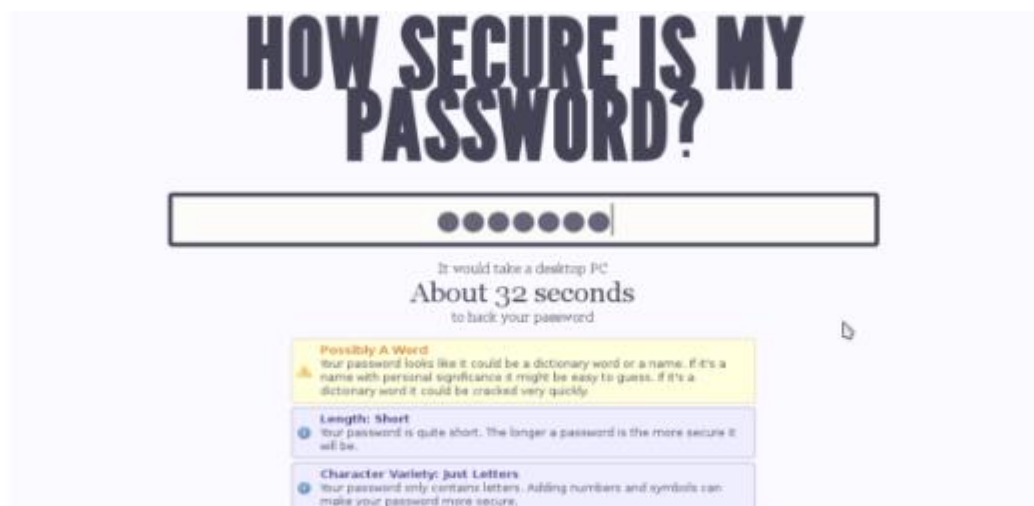 HOW SECURE IS MY
PASSWORD?
It would take a desktop PC
About 32 seconds
to hack your password
Possibly A Word
Your password looks like it could be a dictionary word or a name. If it's a
name with personal significance it might be easy to guess. If it's a
dictionary word it could be cracked very quickly.
Length: Short
Your password is quite short. The longer a password is the more secure it
will be.
Character Variety: Just Letters
Your password only contains letters. Adding numbers and symbols can
make your password more secure.